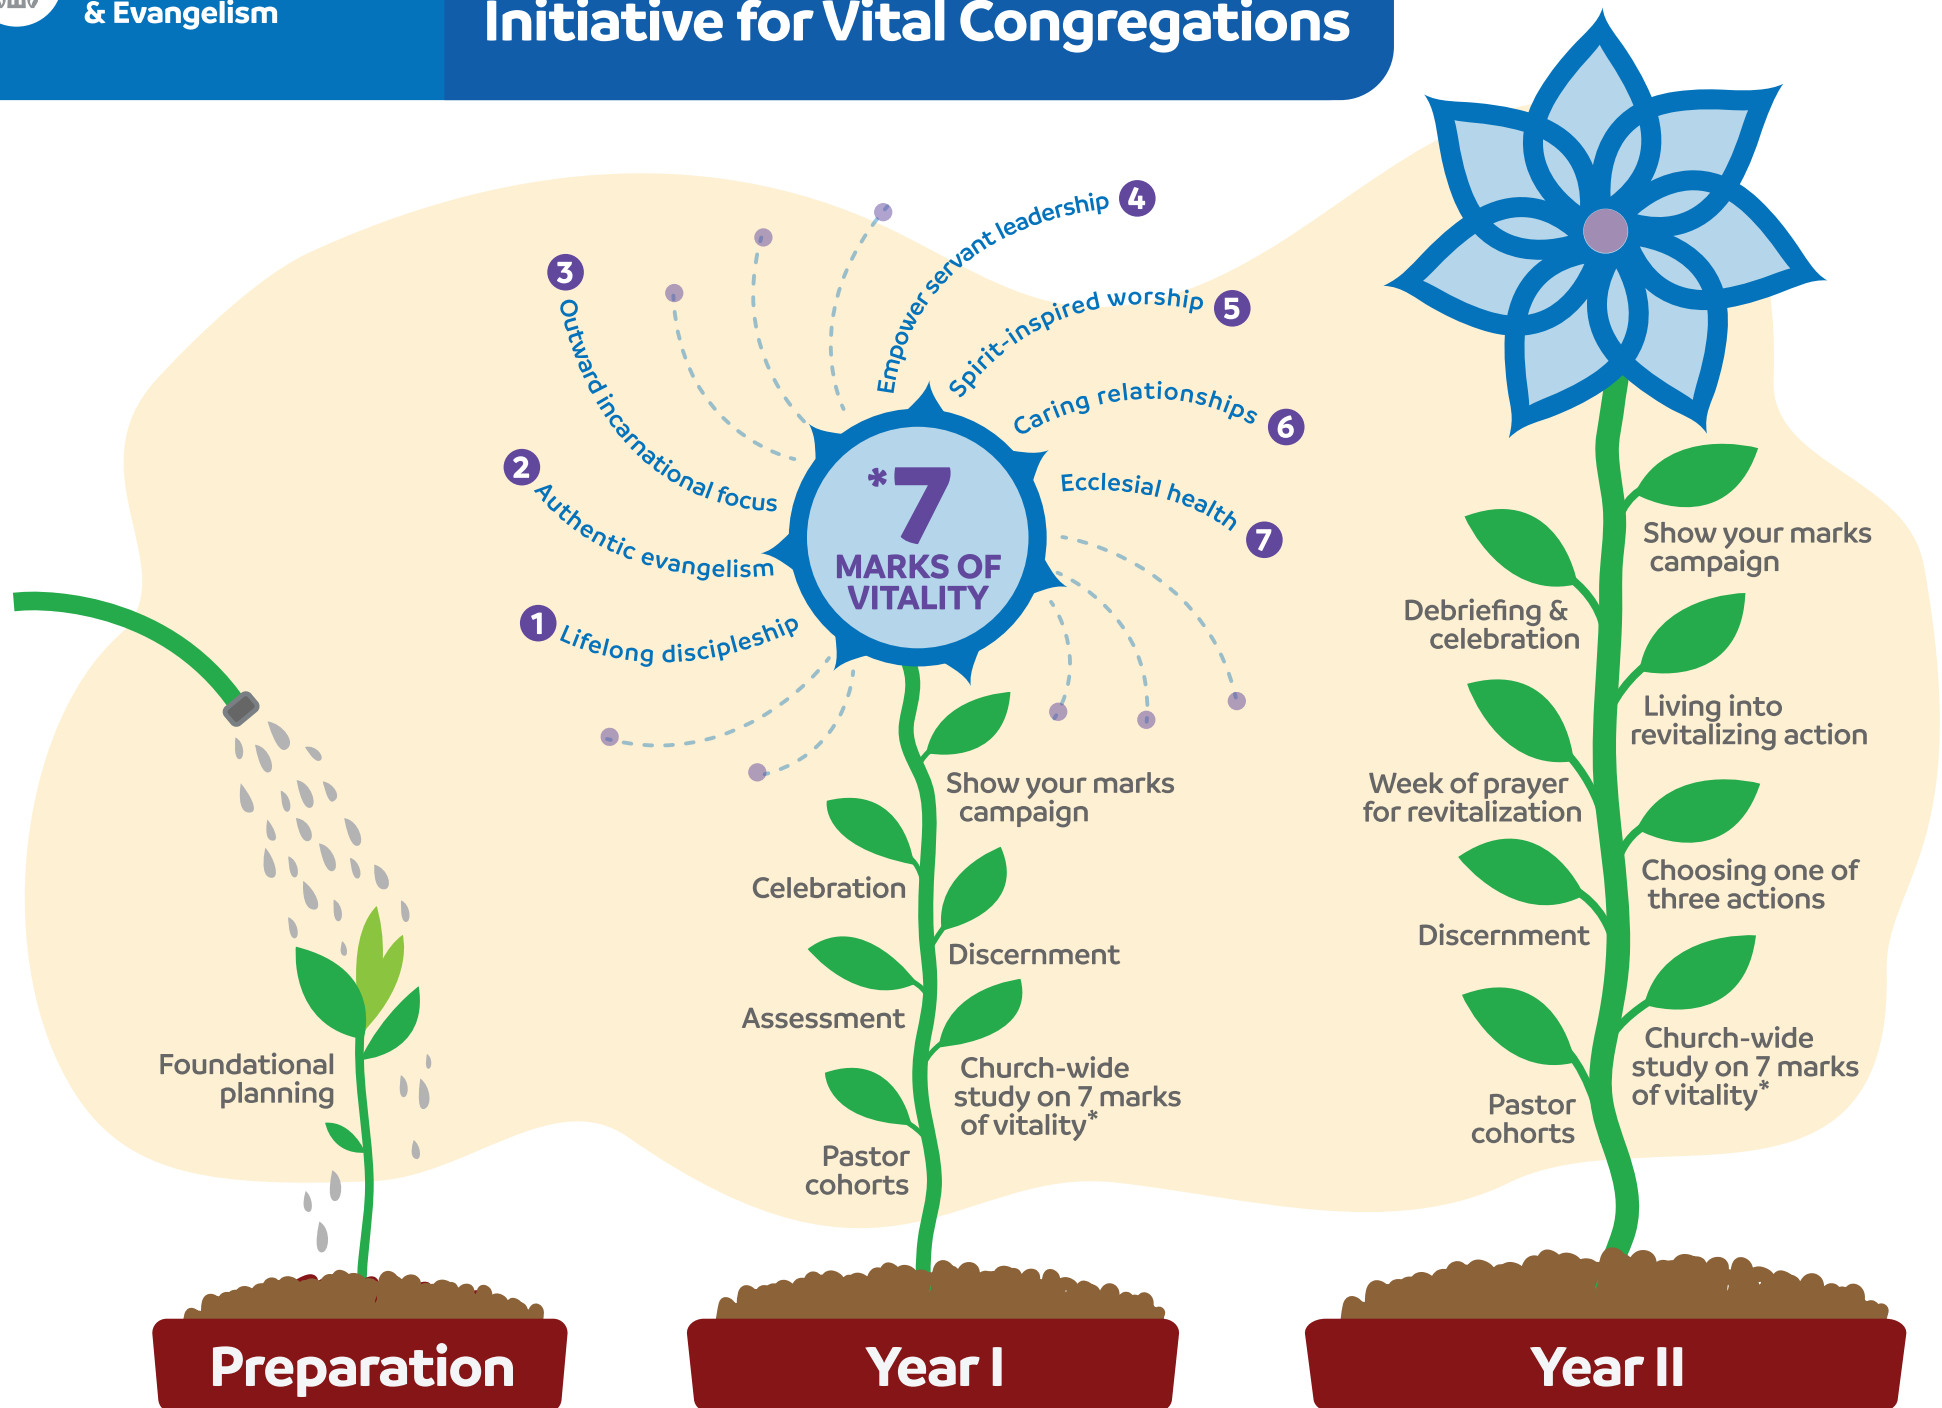 & Evangelism
Initiative for Vital Congregations
*7
MARKS OF
VITALITY
1 Lifelong discipleship
2 Authentic evangelism
3 Outward incarnational focus
4 Empower servant leadership
5 Spirit-inspired worship
6 Caring relationships
7 Ecclesial health
Foundational
planning
Preparation
Show your marks
campaign
Celebration
Discernment
Assessment
Church-wide
study on 7 marks
of vitality*
Pastor
cohorts
Year I
Show your marks
campaign
Debriefing &
celebration
Living into
revitalizing action
Week of prayer
for revitalization
Choosing one of
three actions
Discernment
Church-wide
study on 7 marks
of vitality*
Pastor
cohorts
Year II